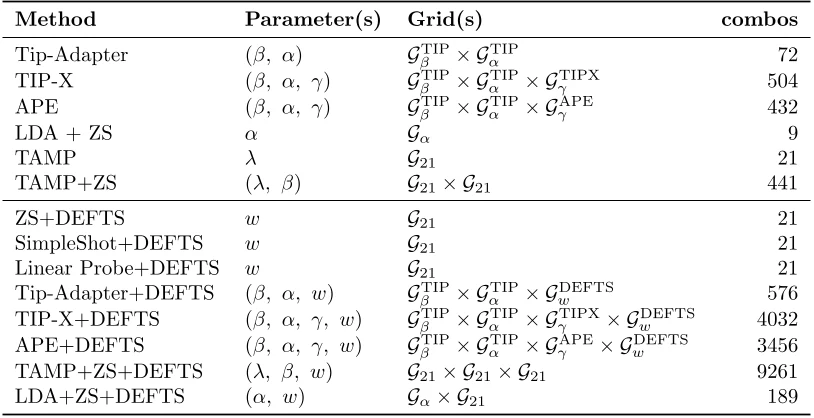 Method Parameter(s) Grid(s) combos
Tip-Adapter (β, α) 𝒢_β^TIP × 𝒢_α^TIP 72
TIP-X (β, α, γ) 𝒢_β^TIP × 𝒢_α^TIP × 𝒢_γ^TIPX 504
APE (β, α, γ) 𝒢_β^TIP × 𝒢_α^TIP × 𝒢_γ^APE 432
LDA + ZS α 𝒢_α 9
TAMP λ 𝒢_21 21
TAMP+ZS (λ, β) 𝒢_21 × 𝒢_21 441
ZS+DEFTS w 𝒢_21 21
SimpleShot+DEFTS w 𝒢_21 21
Linear Probe+DEFTS w 𝒢_21 21
Tip-Adapter+DEFTS (β, α, w) 𝒢_β^TIP × 𝒢_α^TIP × 𝒢_w^DEFTS 576
TIP-X+DEFTS (β, α, γ, w) 𝒢_β^TIP × 𝒢_α^TIP × 𝒢_γ^TIPX × 𝒢_w^DEFTS 4032
APE+DEFTS (β, α, γ, w) 𝒢_β^TIP × 𝒢_α^TIP × 𝒢_γ^APE × 𝒢_w^DEFTS 3456
TAMP+ZS+DEFTS (λ, β, w) 𝒢_21 × 𝒢_21 × 𝒢_21 9261
LDA+ZS+DEFTS (α, w) 𝒢_α × 𝒢_21 189